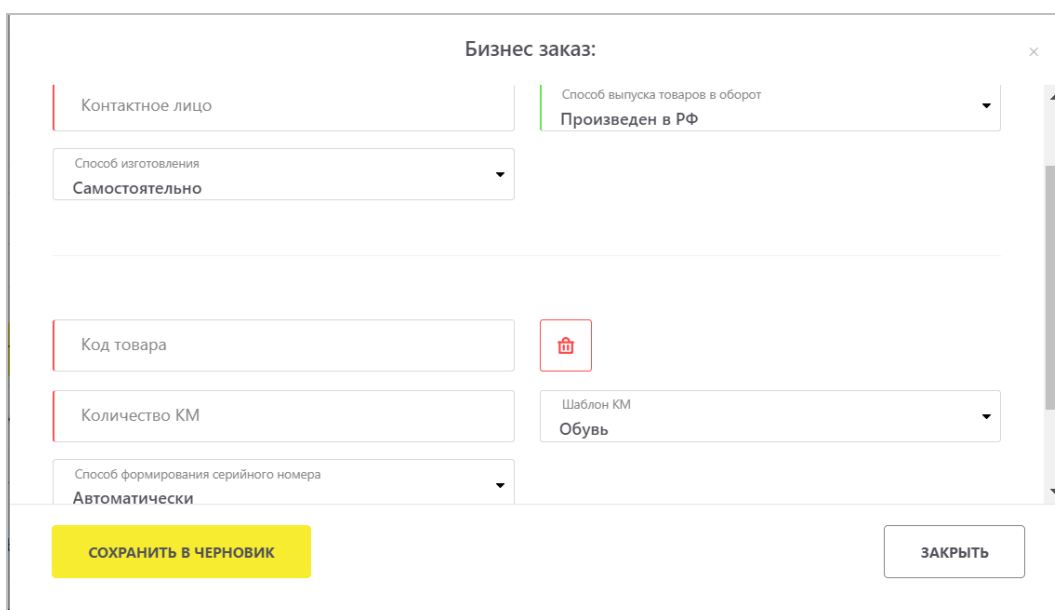 Бизнес заказ:
×
Контактное лицо
Способ выпуска товаров в оборот
Произведен в РФ
Способ изготовления
Самостоятельно
Код товара
Количество КМ
Шаблон КМ
Обувь
Способ формирования серийного номера
Автоматически
СОХРАНИТЬ В ЧЕРНОВИК
ЗАКРЫТЬ